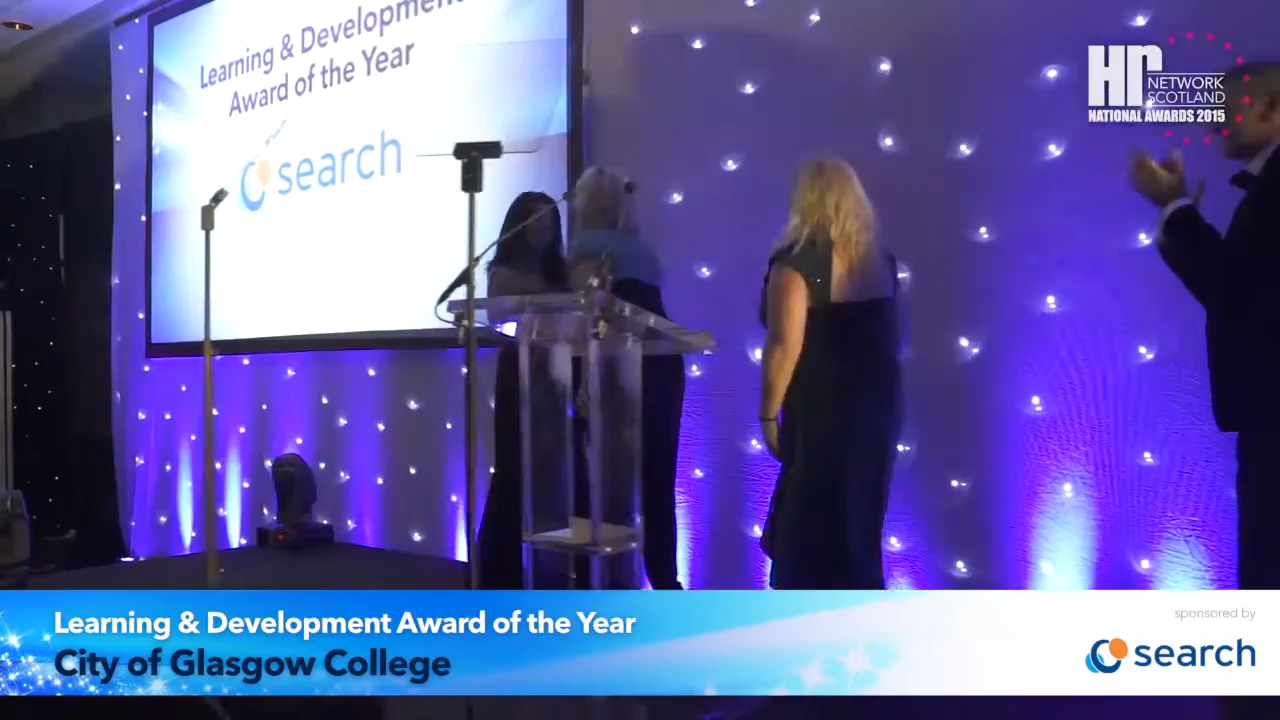 Learning & Development
Award of the Year
search
HR
NETWORK
SCOTLAND
NATIONAL AWARDS 2015
Learning & Development Award of the Year
City of Glasgow College
sponsored by
search